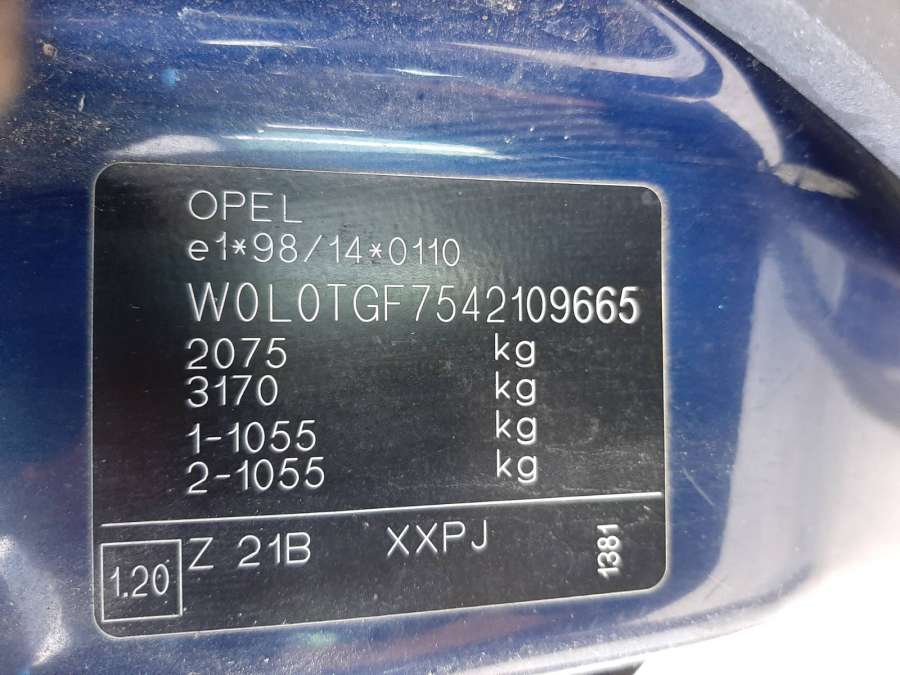 OPEL
e1*98/14*0110
W0L0TGF7542109665
2075 kg
3170 kg
1-1055 kg
2-1055 kg
1.20 Z 21B XXPJ 1381